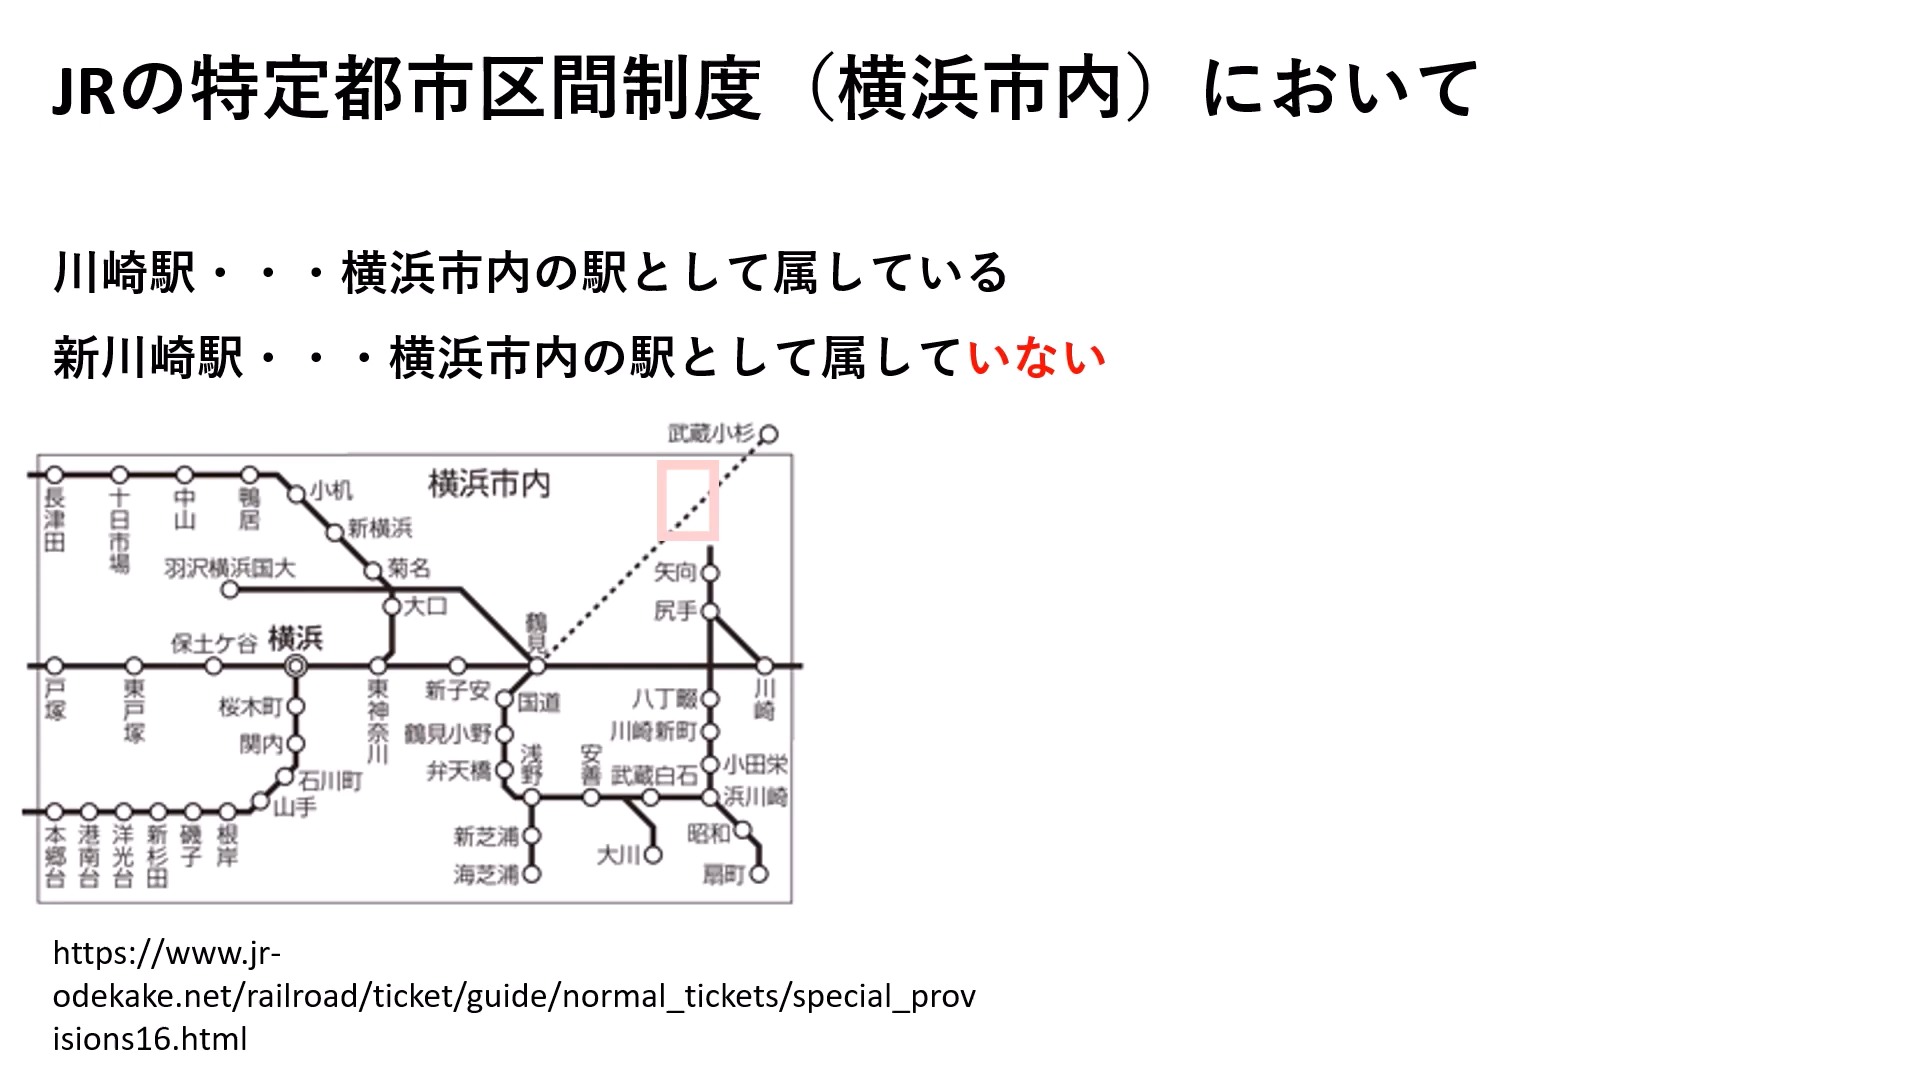 JRの特定都市区間制度（横浜市内）において
川崎駅・・・横浜市内の駅として属している
新川崎駅・・・横浜市内の駅として属していない
武蔵小杉
横浜市内
長津田
十日市場
中山
鴨居
小机
新横浜
菊名
羽沢横浜国大
大口
矢向
尻手
鶴見
保土ケ谷
横浜
戸塚
東戸塚
東神奈川
新子安
国道
川崎
桜木町
関内
石川町
山手
鶴見小野
弁天橋
浅野
安善
武蔵白石
八丁畷
川崎新町
小田栄
浜川崎
本郷台
港南台
洋光台
新杉田
磯子
根岸
新芝浦
海芝浦
大川
昭和
扇町
https://www.jr-
odekake.net/railroad/ticket/guide/normal_tickets/special_prov
isions16.html